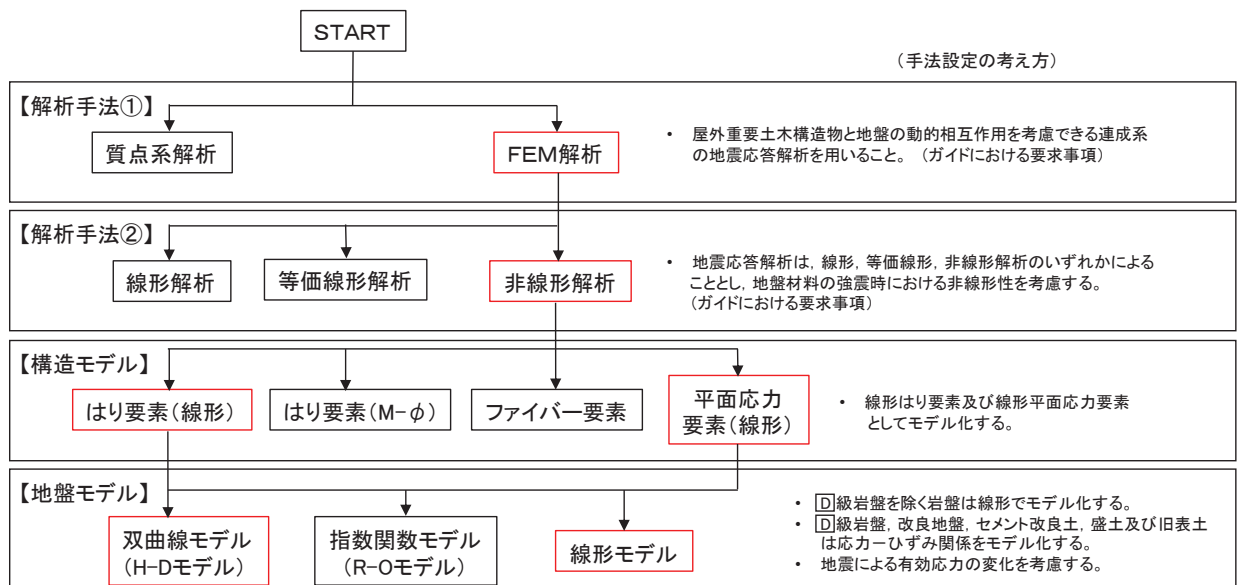 START
(手法設定の考え方)
【解析手法①】
質点系解析
FEM解析
・ 屋外重要土木構造物と地盤の動的相互作用を考慮できる連成系
の地震応答解析を用いること。 (ガイドにおける要求事項)
【解析手法②】
線形解析
等価線形解析
非線形解析
・ 地震応答解析は, 線形, 等価線形, 非線形解析のいずれかによる
こととし, 地盤材料の強震時における非線形性を考慮する。
(ガイドにおける要求事項)
【構造モデル】
はり要素(線形)
はり要素(M-φ)
ファイバー要素
平面応力
要素(線形)
・ 線形はり要素及び線形平面応力要素
としてモデル化する。
【地盤モデル】
双曲線モデル
(H-Dモデル)
指数関数モデル
(R-Oモデル)
線形モデル
・ D級岩盤を除く岩盤は線形でモデル化する。
・ D級岩盤, 改良地盤, セメント改良土, 盛土及び旧表土
は応力ーひずみ関係をモデル化する。
・ 地震による有効応力の変化を考慮する。